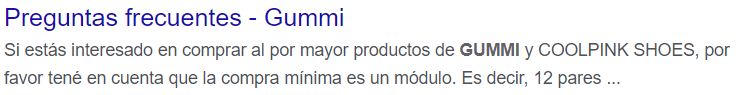 Preguntas frecuentes - Gummi
Si estás interesado en comprar al por mayor productos de GUMMI y COOLPINK SHOES, por
favor tené en cuenta que la compra mínima es un módulo. Es decir, 12 pares ...